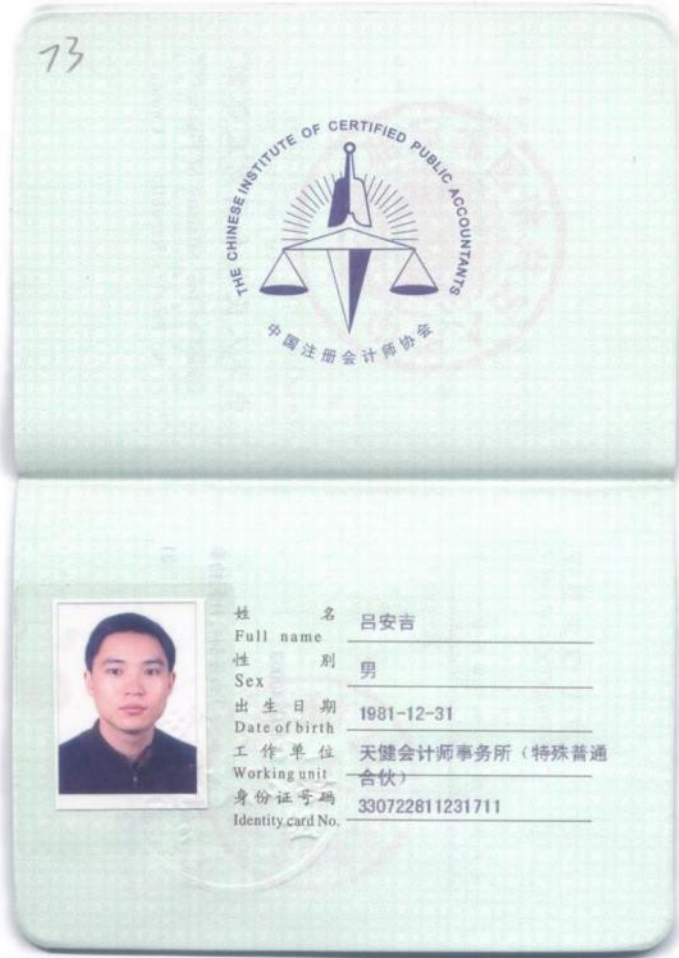 73
THE CHINESE INSTITUTE OF CERTIFIED PUBLIC ACCOUNTANTS
中国注册会计师协会
姓 名 吕安吉
Full name
性 别 男
Sex
出生日期 1981-12-31
Date of birth
工作单位 天健会计师事务所（特殊普通
Working unit 合伙）
身份证号码 330722811231711
Identity card No.